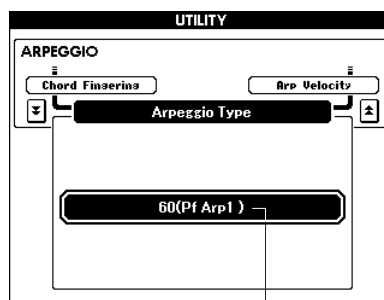 UTILITY
ARPEGGIO
Chord Fingering
Arp Velocity
Arpeggio Type
60(Pf Arp1 )